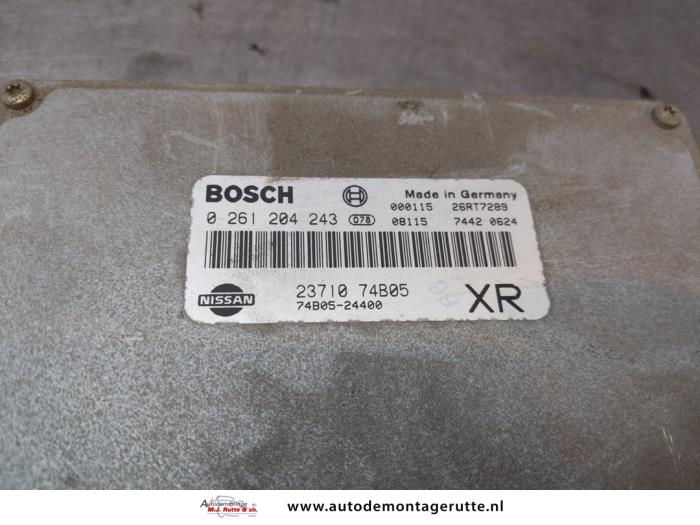 BOSCH
Made in Germany
000115 26RT7289
0 261 204 243 078 08115 7442 0624
NISSAN
23710 74B05
74B05-24400
XR
Autodemontage
M.J. Rutte & zn.
www.autodemontagerutte.nl